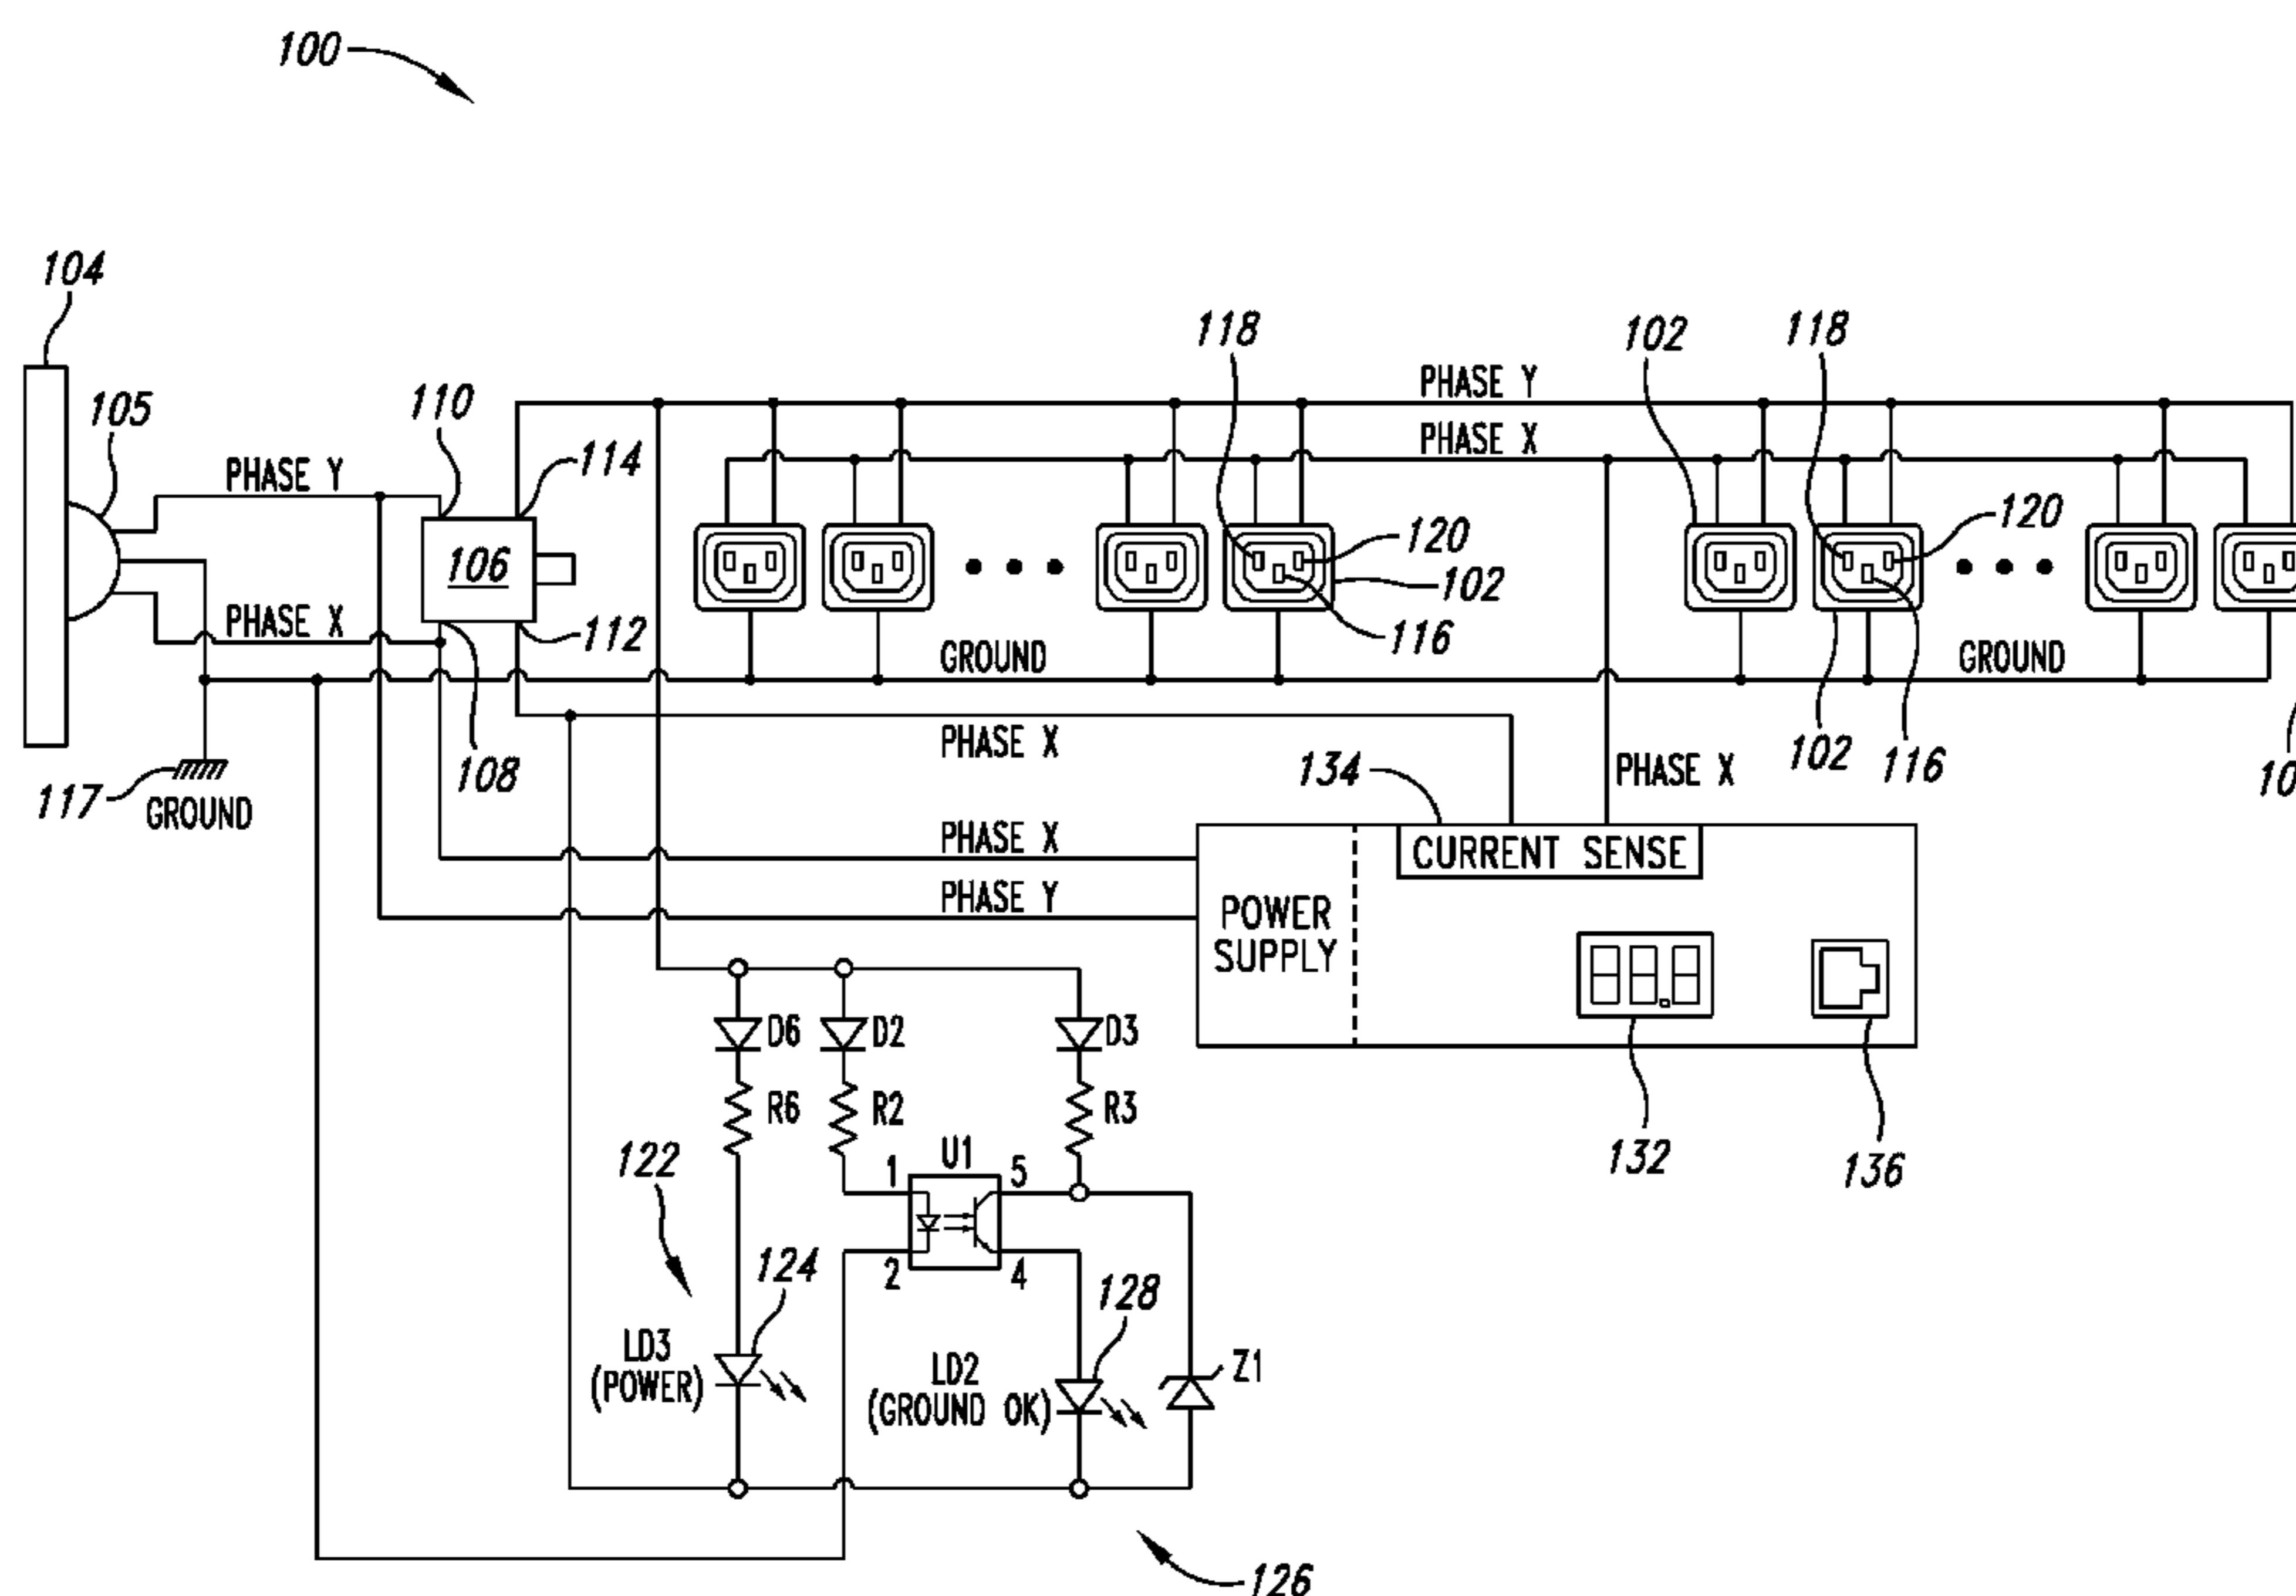 100
104
105
PHASE Y
110
114
106
PHASE X
112
108
117
GROUND
118
PHASE Y
102
118
PHASE X
120
102
116
120
GROUND
GROUND
102
116
PHASE X
134
PHASE X
10
PHASE X
CURRENT SENSE
PHASE Y
POWER
SUPPLY
132
136
D6
D2
D3
R6
R2
R3
122
U1
1
5
2
4
124
128
LD3
(POWER)
LD2
(GROUND OK)
Z1
126